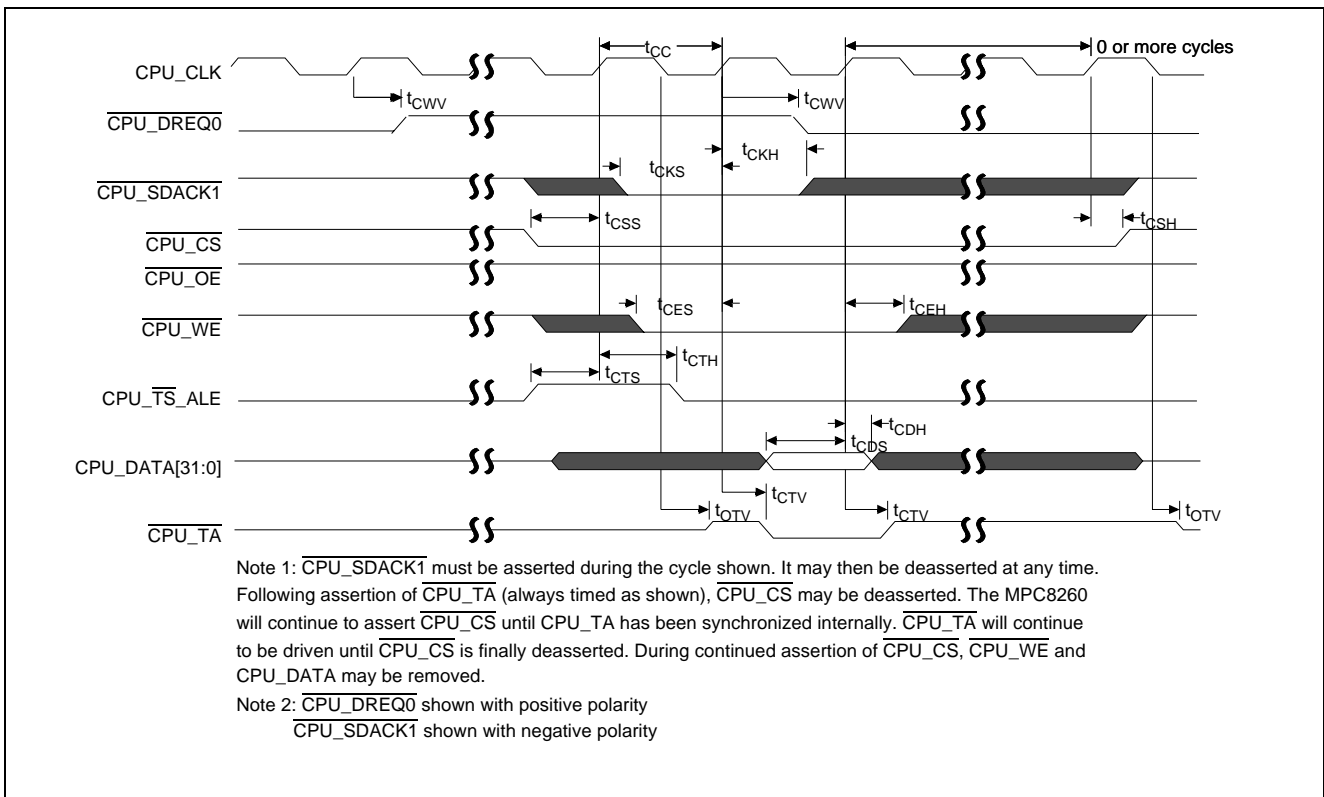 tCC
0 or more cycles
CPU_CLK
tCWV
tCWV
CPU_DREQ0
tCKH
tCKS
CPU_SDACK1
tCSS
tCSH
CPU_CS
CPU_OE
tCES
tCEH
CPU_WE
tCTH
tCTS
CPU_TS_ALE
tCDH
tCDS
CPU_DATA[31:0]
tCTV
tOTV
tCTV
tOTV
CPU_TA
Note 1: CPU_SDACK1 must be asserted during the cycle shown. It may then be deasserted at any time.
Following assertion of CPU_TA (always timed as shown), CPU_CS may be deasserted. The MPC8260
will continue to assert CPU_CS until CPU_TA has been synchronized internally. CPU_TA will continue
to be driven until CPU_CS is finally deasserted. During continued assertion of CPU_CS, CPU_WE and
CPU_DATA may be removed.
Note 2: CPU_DREQ0 shown with positive polarity
CPU_SDACK1 shown with negative polarity